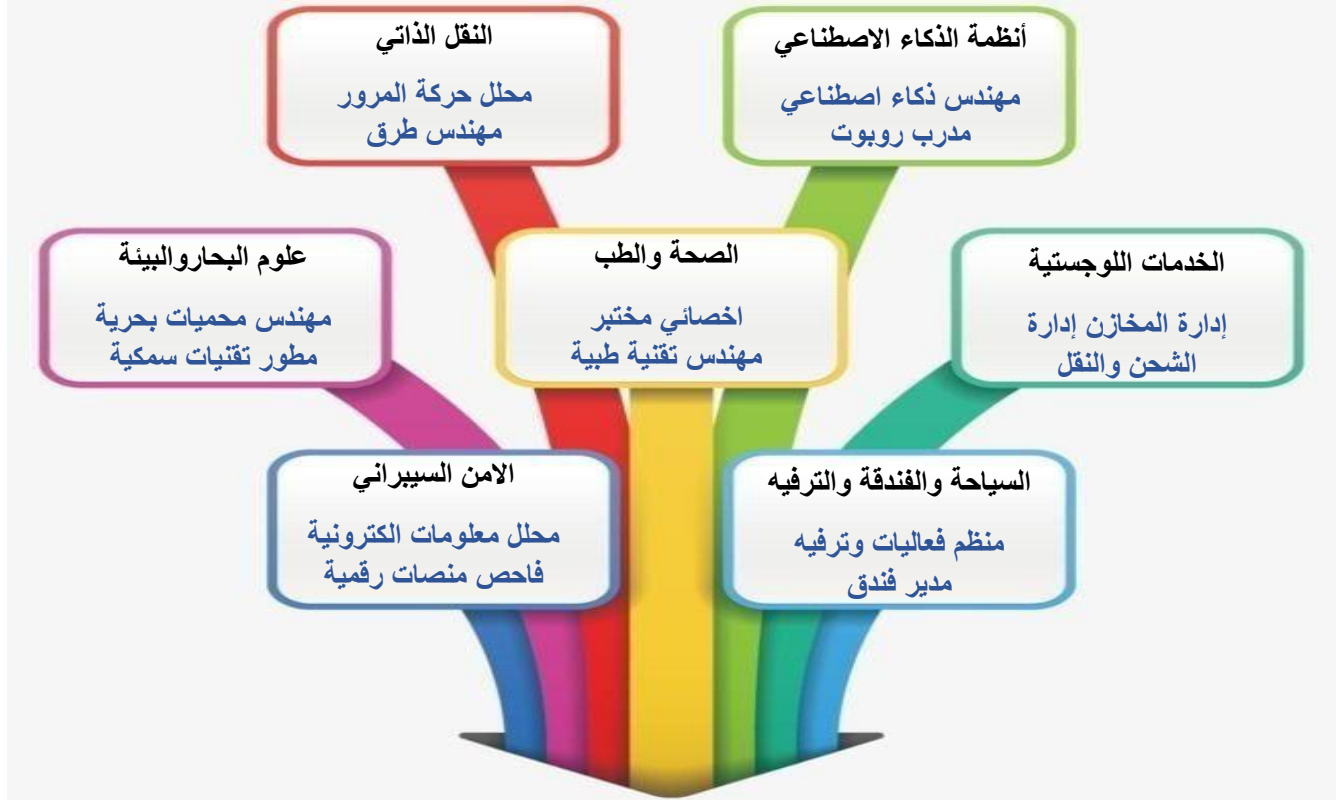 أنظمة الذكاء الاصطناعي
مهندس ذكاء اصطناعي
مدرب روبوت
النقل الذاتي
محلل حركة المرور
مهندس طرق
الخدمات اللوجستية
إدارة المخازن إدارة
الشحن والنقل
الصحة والطب
اخصائي مختبر
مهندس تقنية طبية
علوم البحاروالبيئة
مهندس محميات بحرية
مطور تقنيات سمكية
السياحة والفندقة والترفيه
منظم فعاليات وترفيه
مدير فندق
الامن السيبراني
محلل معلومات الكترونية
فاحص منصات رقمية